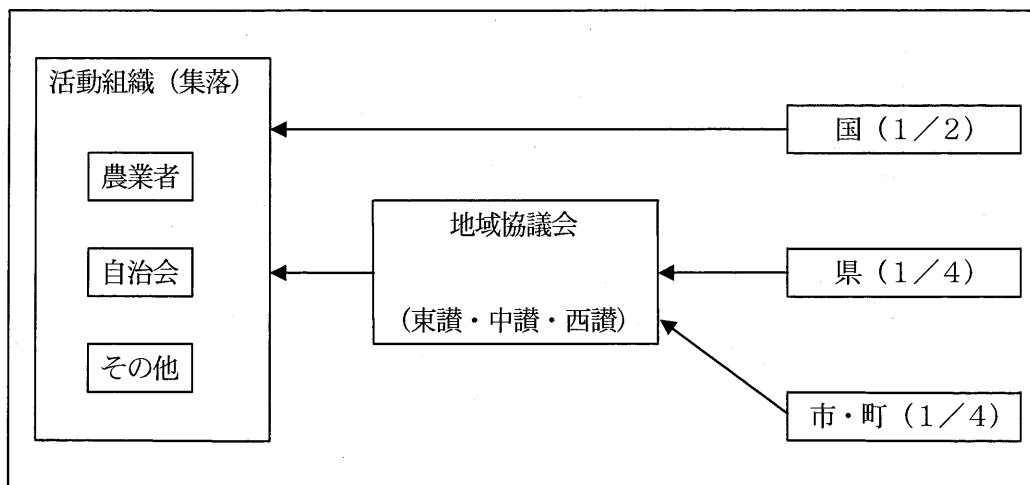 活動組織(集落)
農業者
自治会
その他
地域協議会
(東讃・中讃・西讃)
国(1/2)
県(1/4)
市・町(1/4)